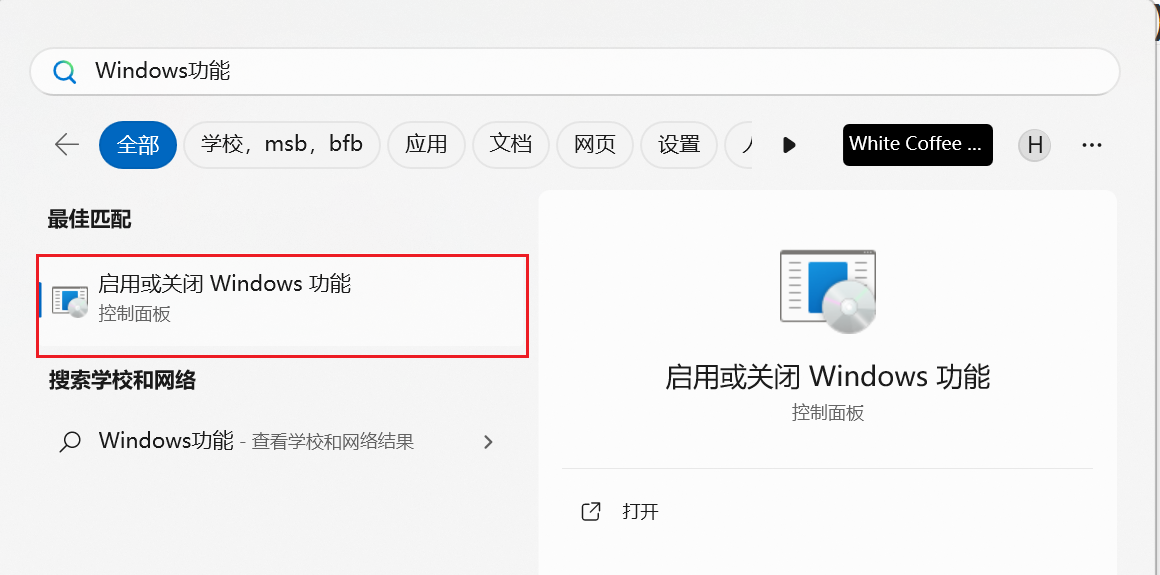 Windows功能
全部 学校，msb，bfb 应用 文档 网页 设置 White Coffee ... H
最佳匹配
启用或关闭 Windows 功能
控制面板
搜索学校和网络
Windows功能 - 查看学校和网络结果
启用或关闭 Windows 功能
控制面板
打开